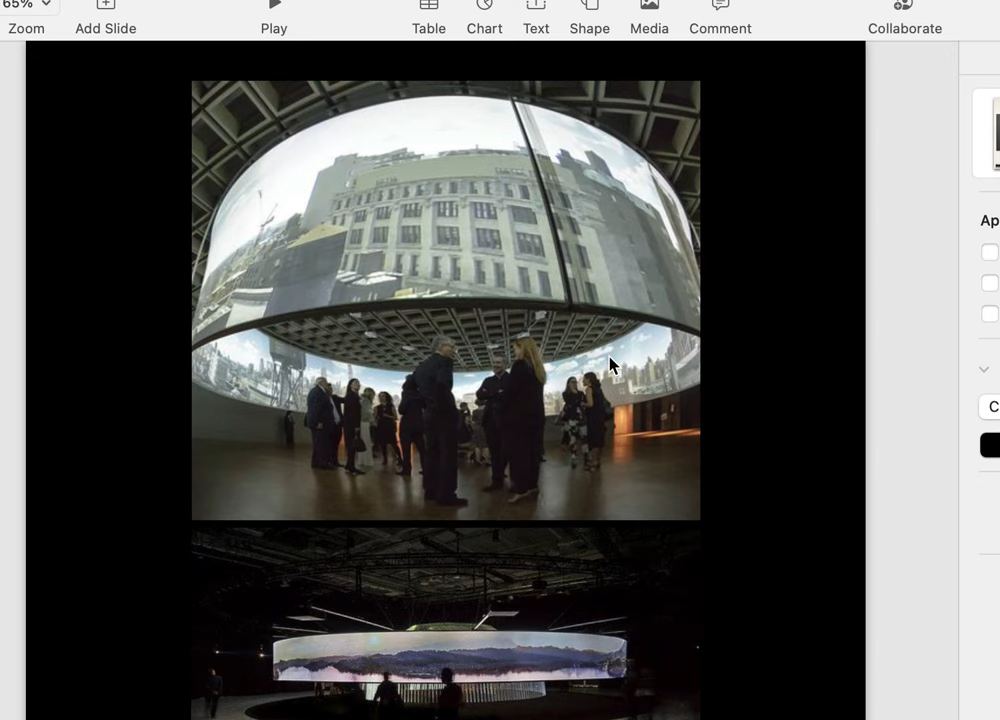 65%
Zoom
Add Slide
Play
Table
Chart
Text
Shape
Media
Comment
Collaborate
Ap
C